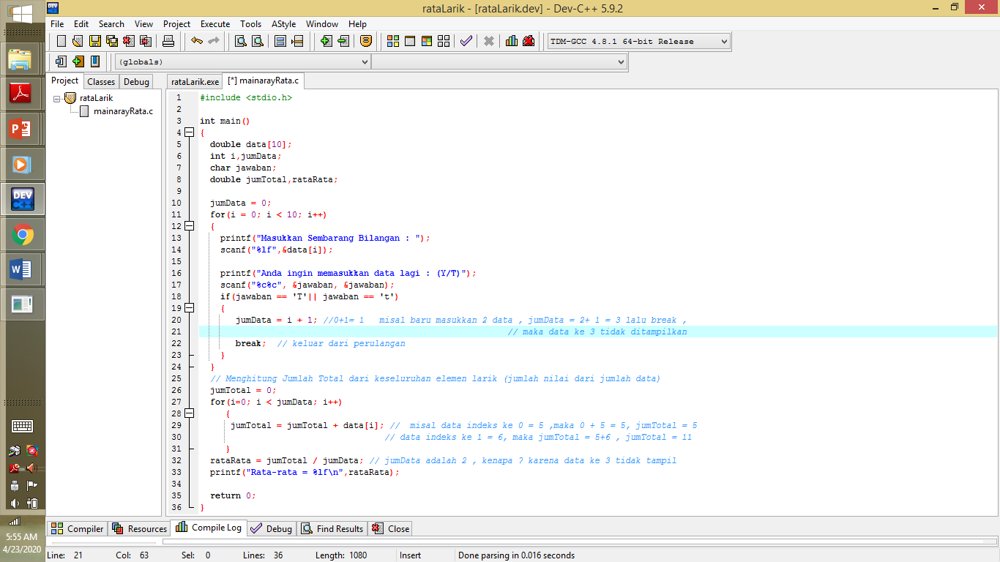 rataLarik - [rataLarik.dev] - Dev-C++ 5.9.2
File Edit Search View Project Execute Tools AStyle Window Help
TDM-GCC 4.8.1 64-bit Release
(globals)
Project Classes Debug
rataLarik.exe [*] mainarayRata.c
rataLarik
mainarayRata.c
1 #include <stdio.h>
2
3 int main()
4 {
5 double data[10];
6 int i,jumData;
7 char jawaban;
8 double jumTotal,rataRata;
9
10 jumData = 0;
11 for(i = 0; i < 10; i++)
12 {
13 printf("Masukkan Sembarang Bilangan : ");
14 scanf("%lf",&data[i]);
15
16 printf("Anda ingin memasukkan data lagi : (Y/T)");
17 scanf("%c%c", &jawaban, &jawaban);
18 if(jawaban == 'T'|| jawaban == 't')
19 {
20 jumData = i + 1; //0+1= 1 misal baru masukkan 2 data , jumData = 2+ 1 = 3 lalu break ,
21 // maka data ke 3 tidak ditampilkan
22 break; // keluar dari perulangan
23 }
24 }
25 // Menghitung Jumlah Total dari keseluruhan elemen larik (jumlah nilai dari jumlah data)
26 jumTotal = 0;
27 for(i=0; i < jumData; i++)
28 {
29 jumTotal = jumTotal + data[i]; // misal data indeks ke 0 = 5 ,maka 0 + 5 = 5, jumTotal = 5
30 // data indeks ke 1 = 6, maka jumTotal = 5+6 , jumTotal = 11
31 }
32 rataRata = jumTotal / jumData; // jumData adalah 2 , kenapa ? karena data ke 3 tidak tampil
33 printf("Rata-rata = %lf\n",rataRata);
34
35 return 0;
36 }
Compiler Resources Compile Log Debug Find Results Close
Line: 21 Col: 63 Sel: 0 Lines: 36 Length: 1080 Insert Done parsing in 0.016 seconds
DEV
P
DEV
C++
W
5:55 AM
4/23/2020